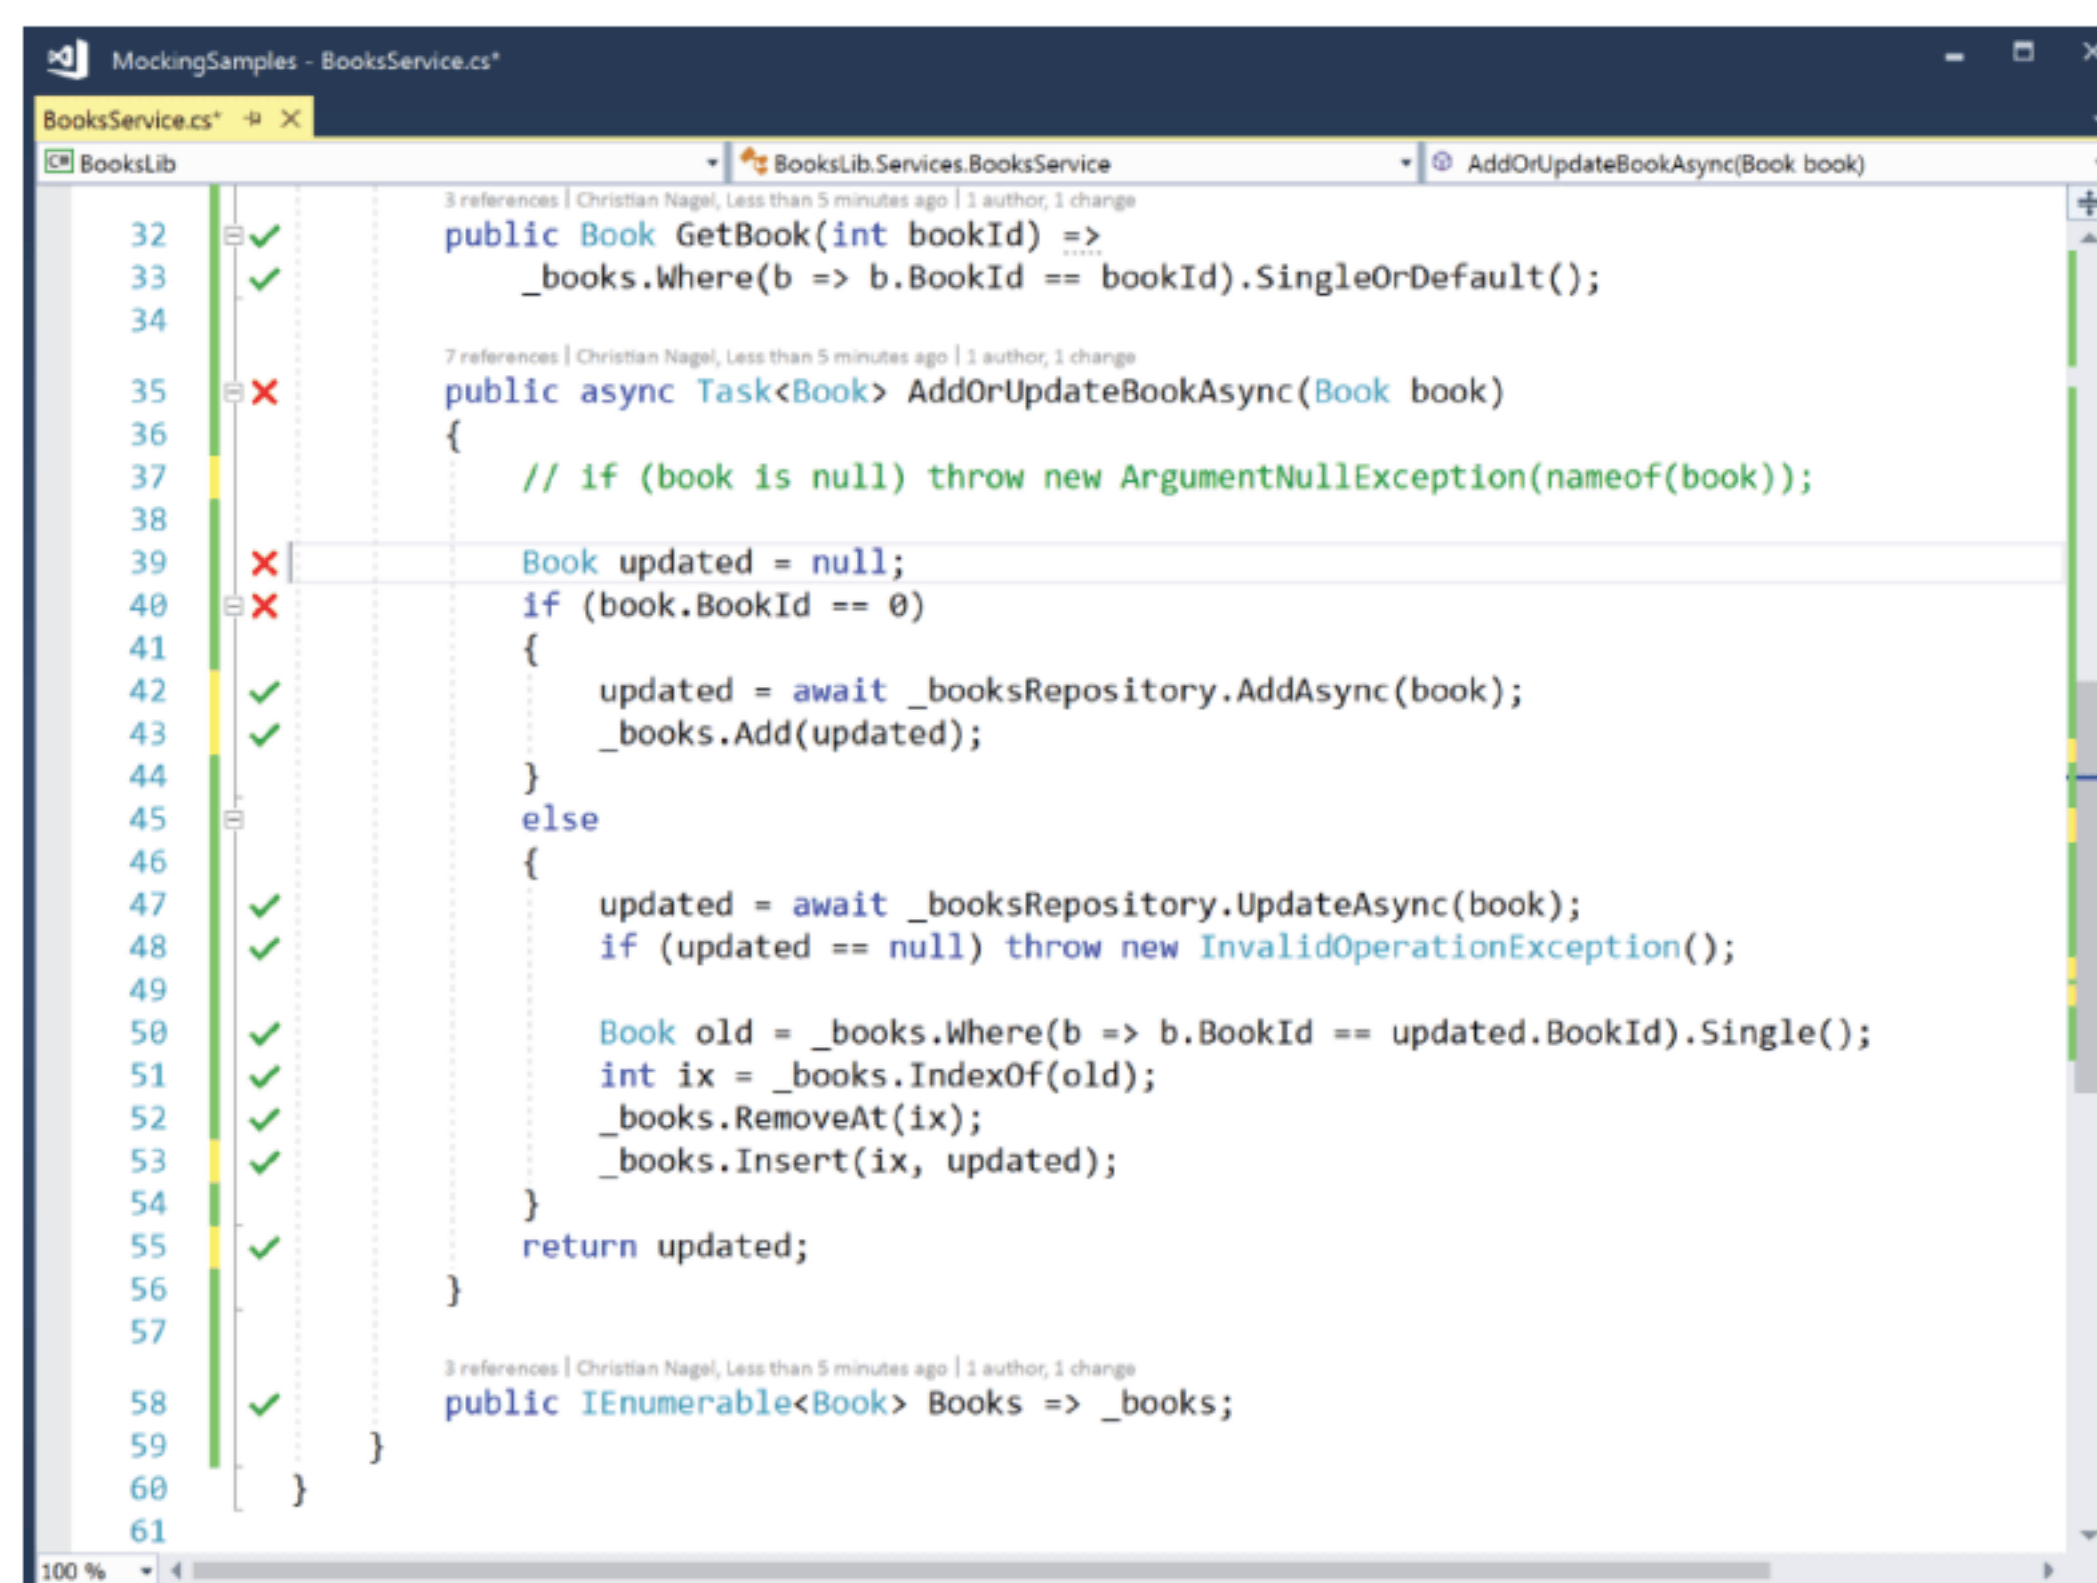 MockingSamples - BooksService.cs*
BooksService.cs*
C# BooksLib BooksLib.Services.BooksService AddOrUpdateBookAsync(Book book)
3 references | Christian Nagel, Less than 5 minutes ago | 1 author, 1 change
32 public Book GetBook(int bookId) =>
33 _books.Where(b => b.BookId == bookId).SingleOrDefault();
34
7 references | Christian Nagel, Less than 5 minutes ago | 1 author, 1 change
35 public async Task<Book> AddOrUpdateBookAsync(Book book)
36 {
37 // if (book is null) throw new ArgumentNullException(nameof(book));
38
39 Book updated = null;
40 if (book.BookId == 0)
41 {
42 updated = await _booksRepository.AddAsync(book);
43 _books.Add(updated);
44 }
45 else
46 {
47 updated = await _booksRepository.UpdateAsync(book);
48 if (updated == null) throw new InvalidOperationException();
49
50 Book old = _books.Where(b => b.BookId == updated.BookId).Single();
51 int ix = _books.IndexOf(old);
52 _books.RemoveAt(ix);
53 _books.Insert(ix, updated);
54 }
55 return updated;
56 }
57
3 references | Christian Nagel, Less than 5 minutes ago | 1 author, 1 change
58 public IEnumerable<Book> Books => _books;
59 }
60 }
61
100 %